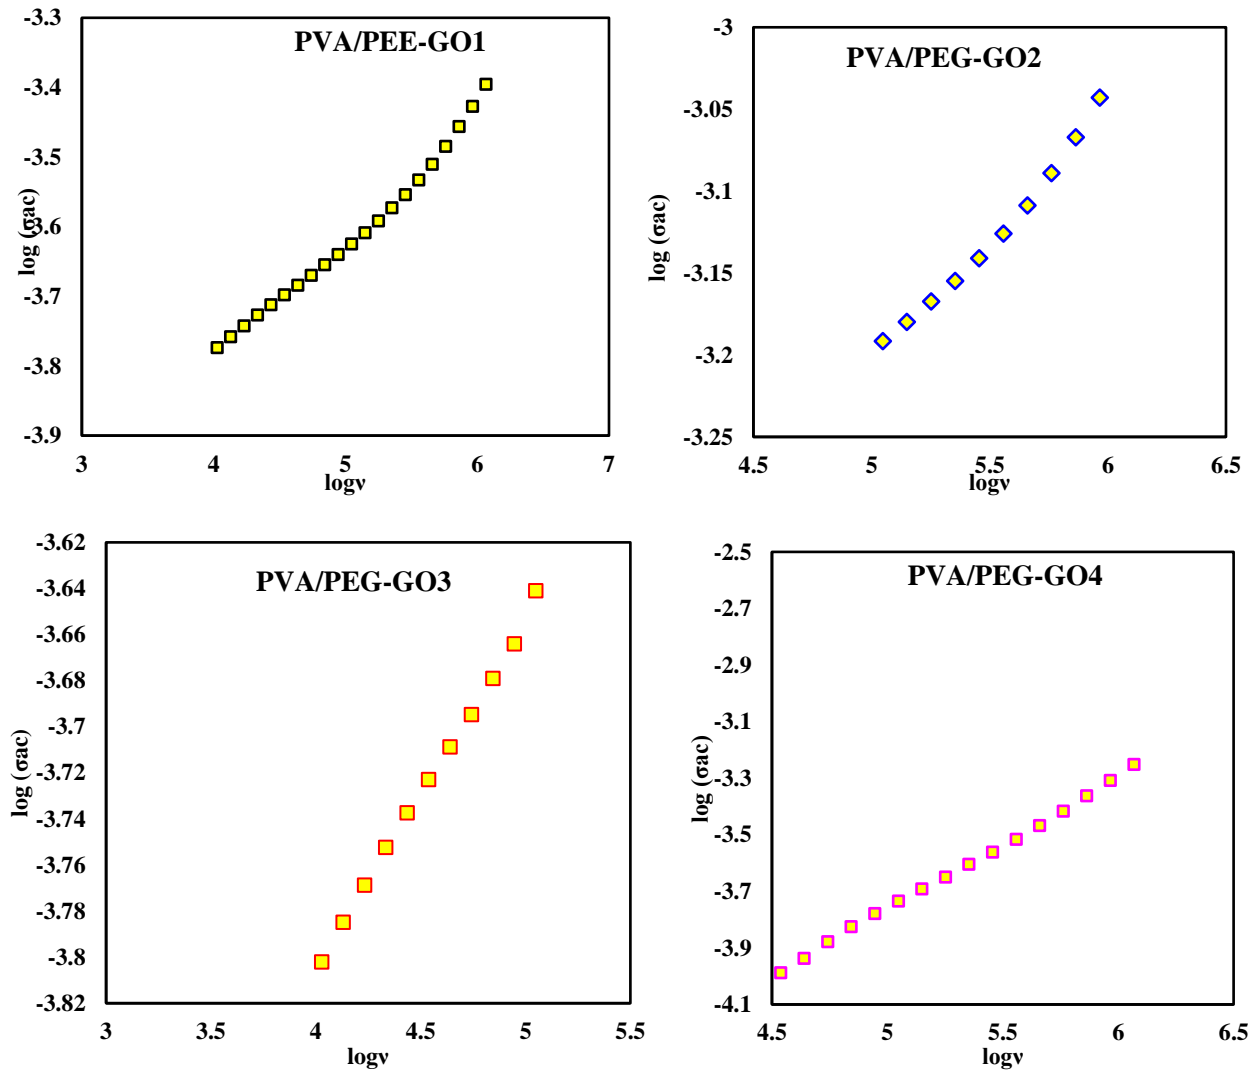 PVA/PEE-GO1
-3.3
-3.4
-3.5
-3.6
-3.7
-3.8
-3.9
log (σac)
3 4 5 6 7
logν
PVA/PEG-GO2
-3
-3.05
-3.1
-3.15
-3.2
-3.25
log (σac)
4.5 5 5.5 6 6.5
logν
PVA/PEG-GO3
-3.62
-3.64
-3.66
-3.68
-3.7
-3.72
-3.74
-3.76
-3.78
-3.8
-3.82
log (σac)
3 3.5 4 4.5 5 5.5
logν
PVA/PEG-GO4
-2.5
-2.7
-2.9
-3.1
-3.3
-3.5
-3.7
-3.9
-4.1
log (σac)
4.5 5 5.5 6 6.5
logν